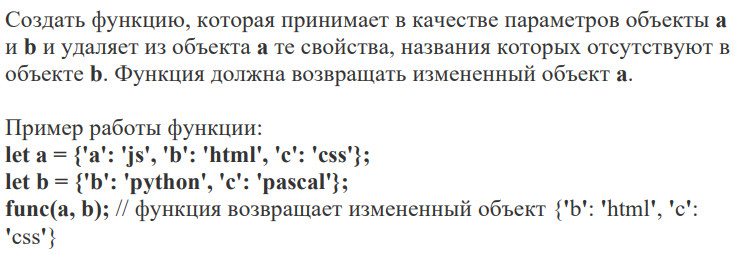 Создать функцию, которая принимает в качестве параметров объекты a
и b и удаляет из объекта a те свойства, названия которых отсутствуют в
объекте b. Функция должна возвращать измененный объект a.
Пример работы функции:
let a = {'a': 'js', 'b': 'html', 'c': 'css'};
let b = {'b': 'python', 'c': 'pascal'};
func(a, b); // функция возвращает измененный объект {'b': 'html', 'c':
'css'}